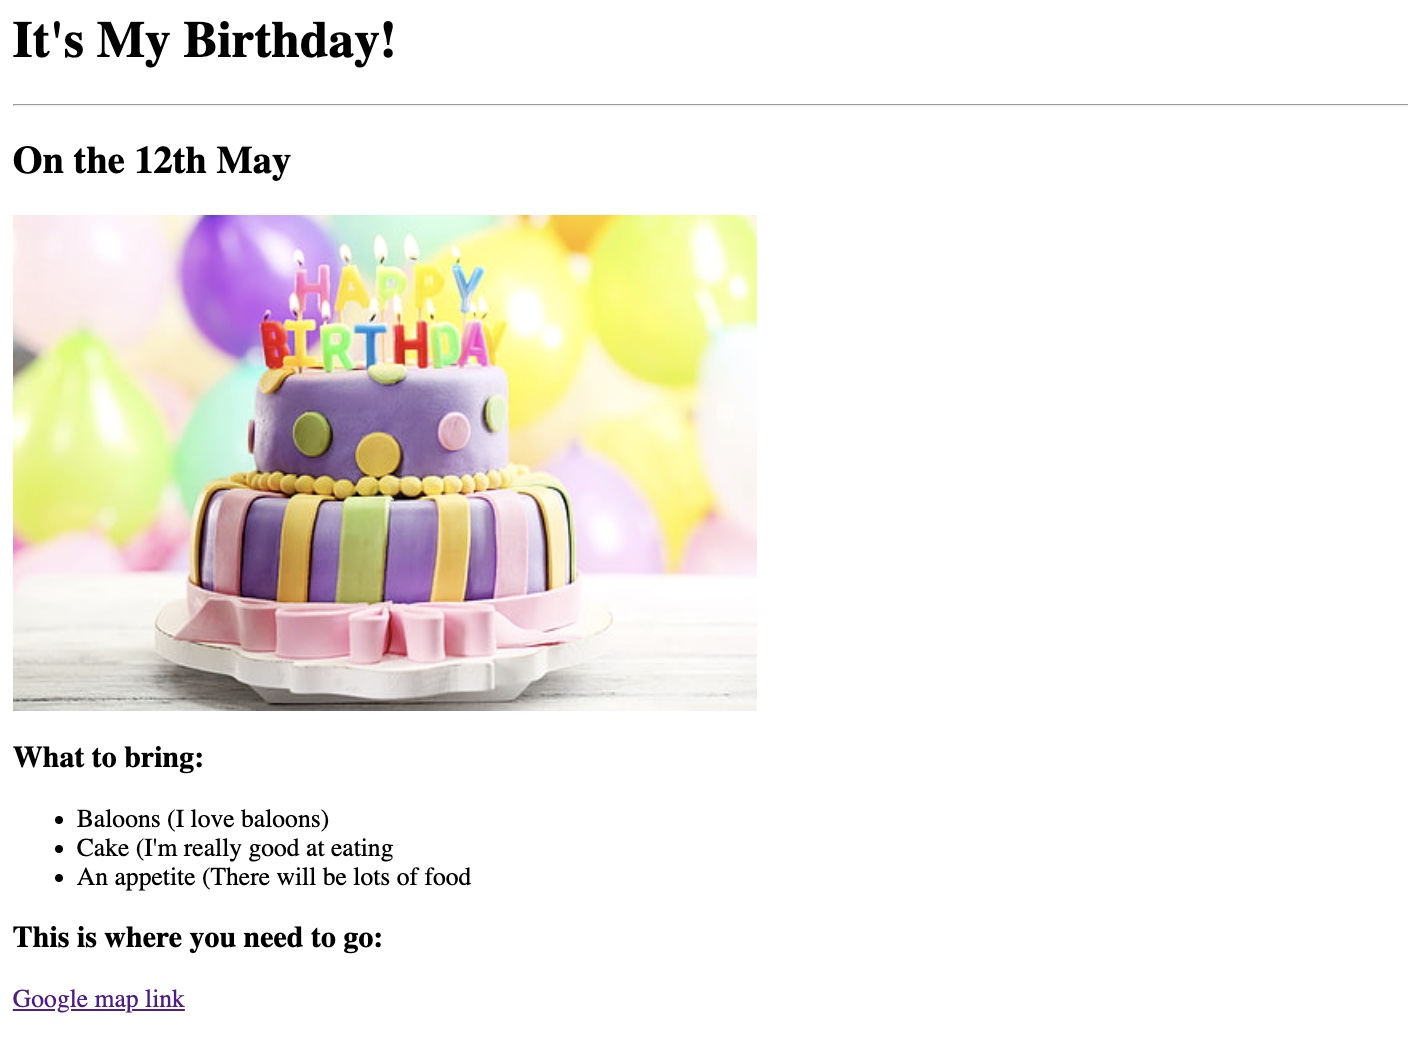 It's My Birthday!
On the 12th May
HAPPY
BIRTHDAY
What to bring:
Baloons (I love baloons)
Cake (I'm really good at eating
An appetite (There will be lots of food
This is where you need to go:
Google map link